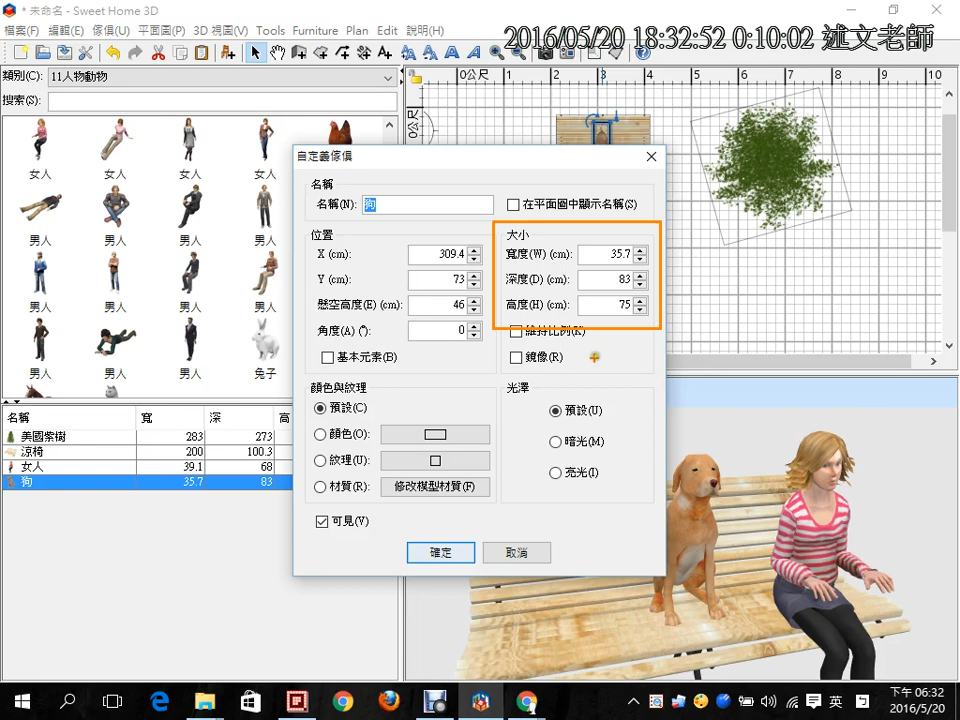 * 未命名 - Sweet Home 3D
檔案(F) 編輯(E) 傢俱(U) 平面圖(P) 3D 視圖(V) Tools Furniture Plan Edit 說明(H)
2016/05/20 18:32:52 0:10:02 述文老師
類別(C): 11人物動物
搜索(S):
女人 女人 女人 女人
男人 男人 男人 男人
男人 男人 男人 男人
男人 男人 男人 兔子
名稱 寬 深 高
美國紫樹 283 273
涼椅 200 100.3
女人 39.1 68
狗 35.7 83
0公尺 1 2 3 4 5 6 7 8 9 10
0公尺
自定義傢俱
名稱
名稱(N): 狗
在平面圖中顯示名稱(S)
位置
X (cm): 309.4
Y (cm): 73
懸空高度(E) (cm): 46
角度(A) (°): 0
基本元素(B)
大小
寬度(W) (cm): 35.7
深度(D) (cm): 83
高度(H) (cm): 75
維持比例(K)
鏡像(R)
顏色與紋理
預設(C)
顏色(O):
紋理(U):
材質(R): 修改模型材質(F)
光澤
預設(U)
暗光(M)
亮光(I)
可見(V)
確定 取消
英
下午 06:32
2016/5/20